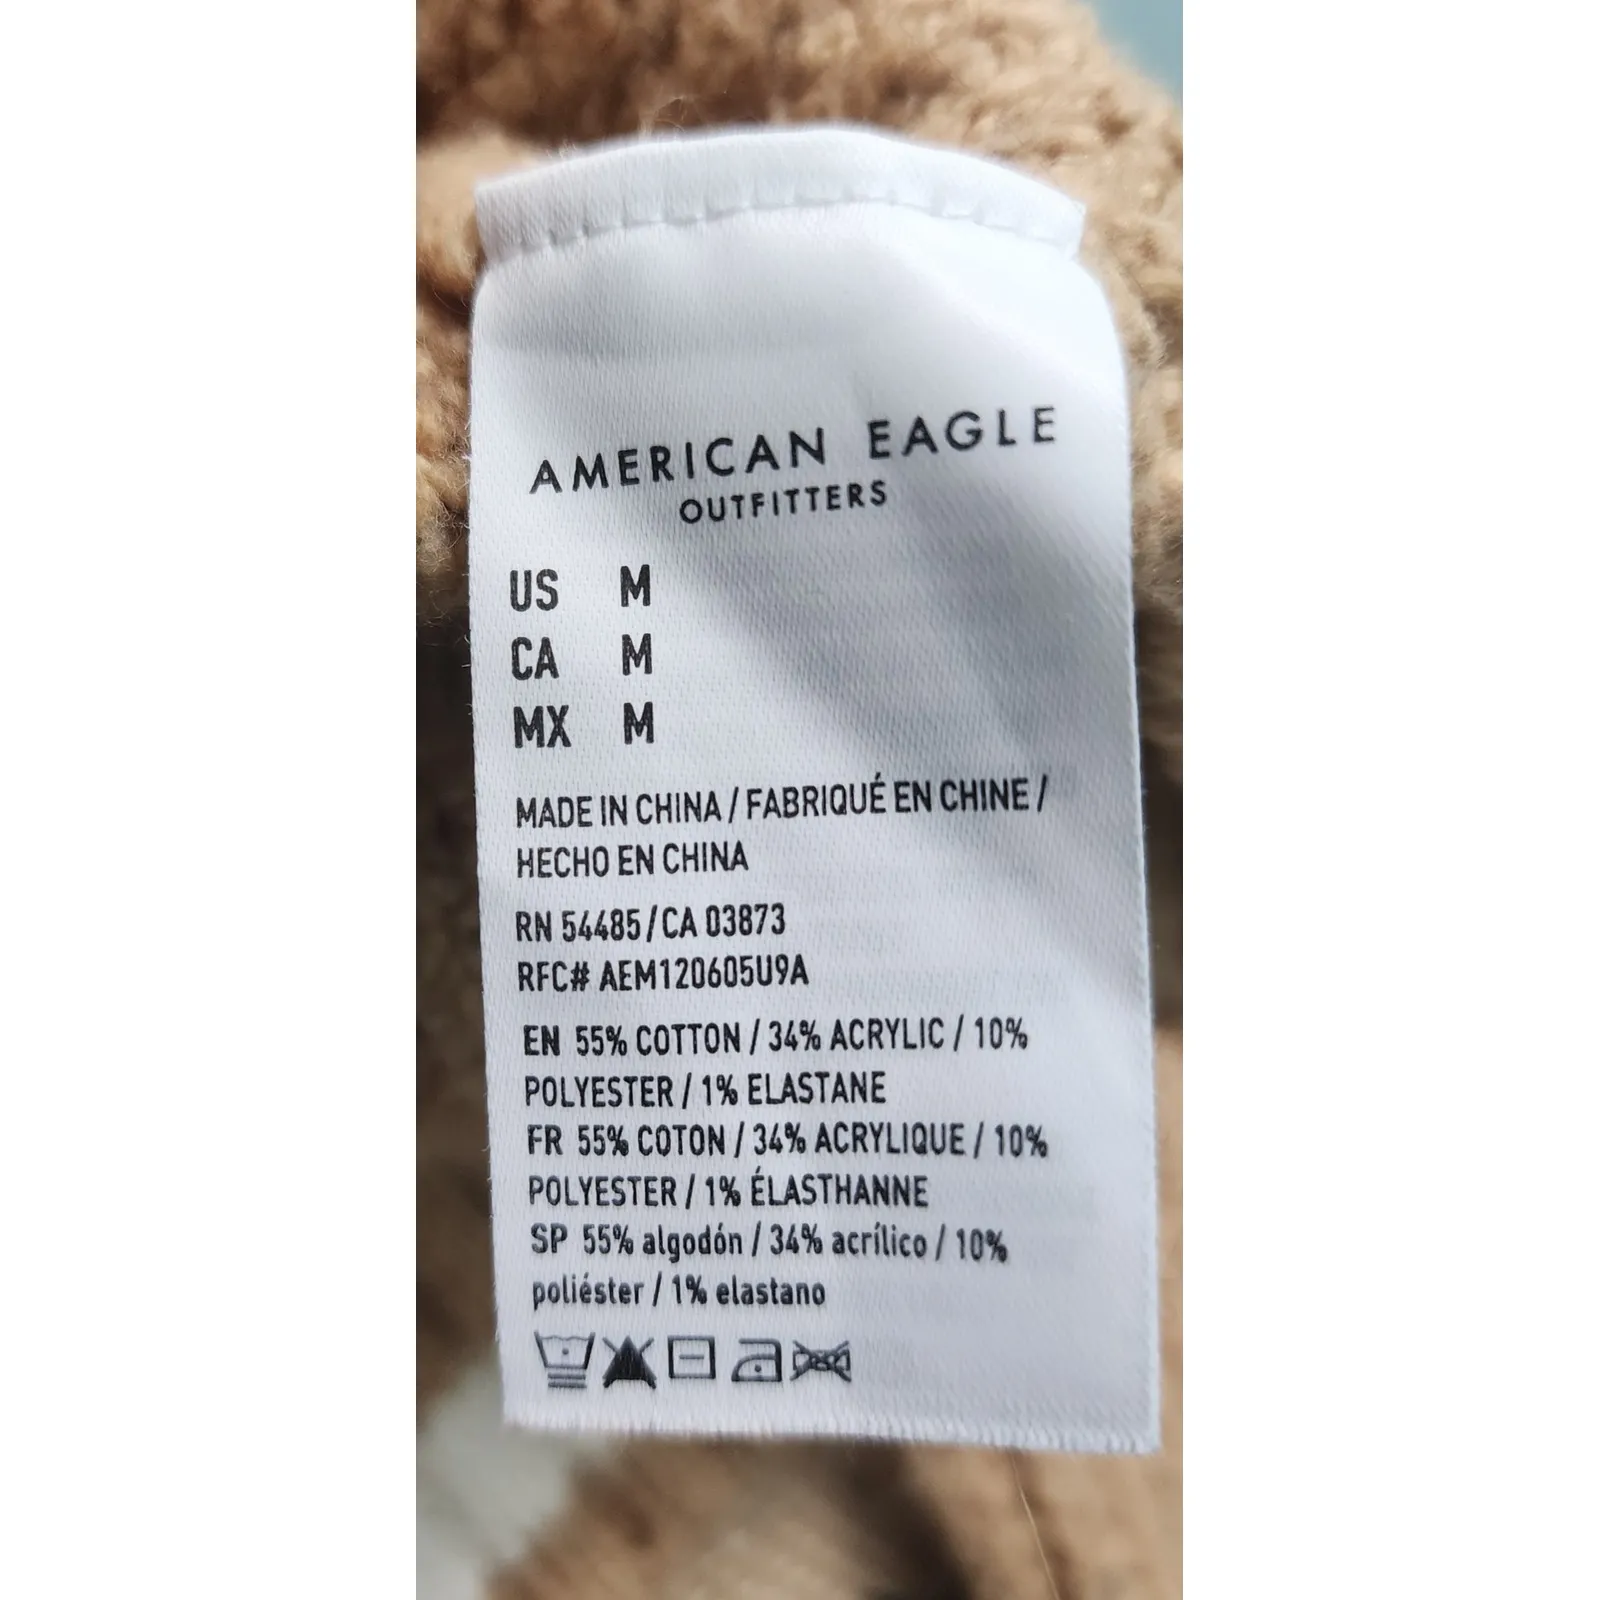 AMERICAN EAGLE
OUTFITTERS
US M
CA M
MX M
MADE IN CHINA / FABRIQUÉ EN CHINE /
HECHO EN CHINA
RN 54485 / CA 03873
RFC# AEM120605U9A
EN 55% COTTON / 34% ACRYLIC / 10%
POLYESTER / 1% ELASTANE
FR 55% COTON / 34% ACRYLIQUE / 10%
POLYESTER / 1% ÉLASTHANNE
SP 55% algodón / 34% acrílico / 10%
poliéster / 1% elastano